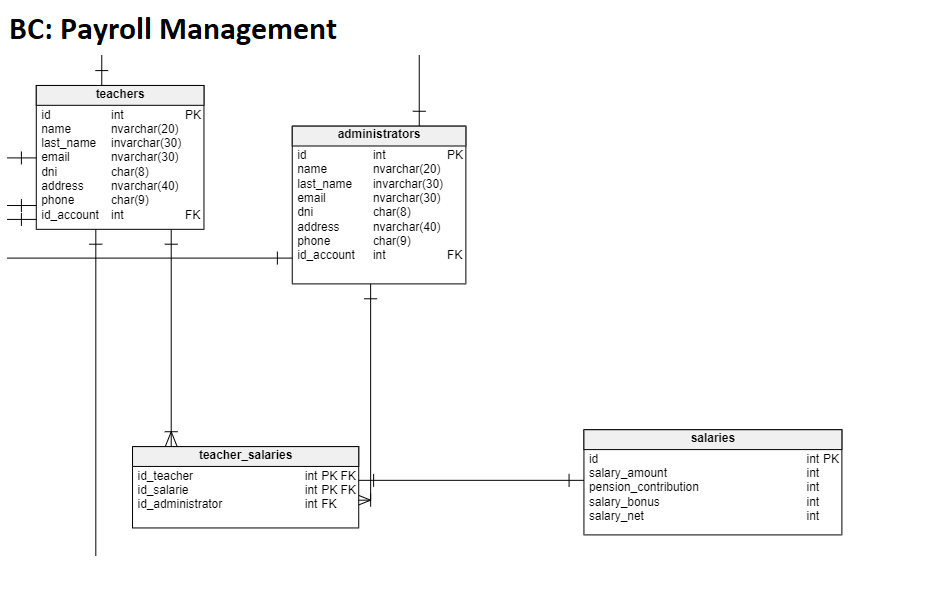 BC: Payroll Management
teachers
id int PK
name nvarchar(20)
last_name invarchar(30)
email nvarchar(30)
dni char(8)
address nvarchar(40)
phone char(9)
id_account int FK
administrators
id int PK
name nvarchar(20)
last_name invarchar(30)
email nvarchar(30)
dni char(8)
address nvarchar(40)
phone char(9)
id_account int FK
teacher_salaries
id_teacher int PK FK
id_salarie int PK FK
id_administrator int FK
salaries
id int PK
salary_amount int
pension_contribution int
salary_bonus int
salary_net int